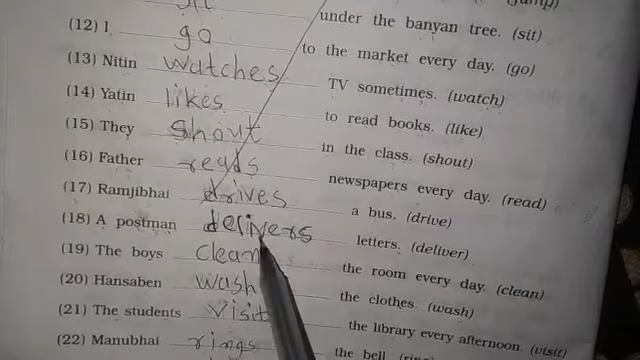 sit under the banyan tree. (sit)
(12) I go to the market every day. (go)
(13) Nitin watches TV sometimes. (watch)
(14) Yatin likes to read books. (like)
(15) They shout in the class. (shout)
(16) Father reads newspapers every day. (read)
(17) Ramjibhai drives a bus. (drive)
(18) A postman derivers letters. (deliver)
(19) The boys clean the room every day. (clean)
(20) Hansaben wash the clothes. (wash)
(21) The students visit the library every afternoon. (visit)
(22) Manubhai rings the bell.